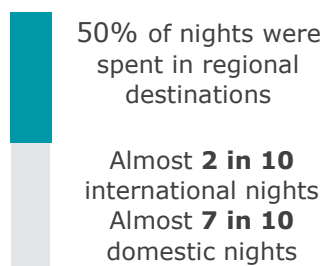 50% of nights were
spent in regional
destinations
Almost 2 in 10
international nights
Almost 7 in 10
domestic nights